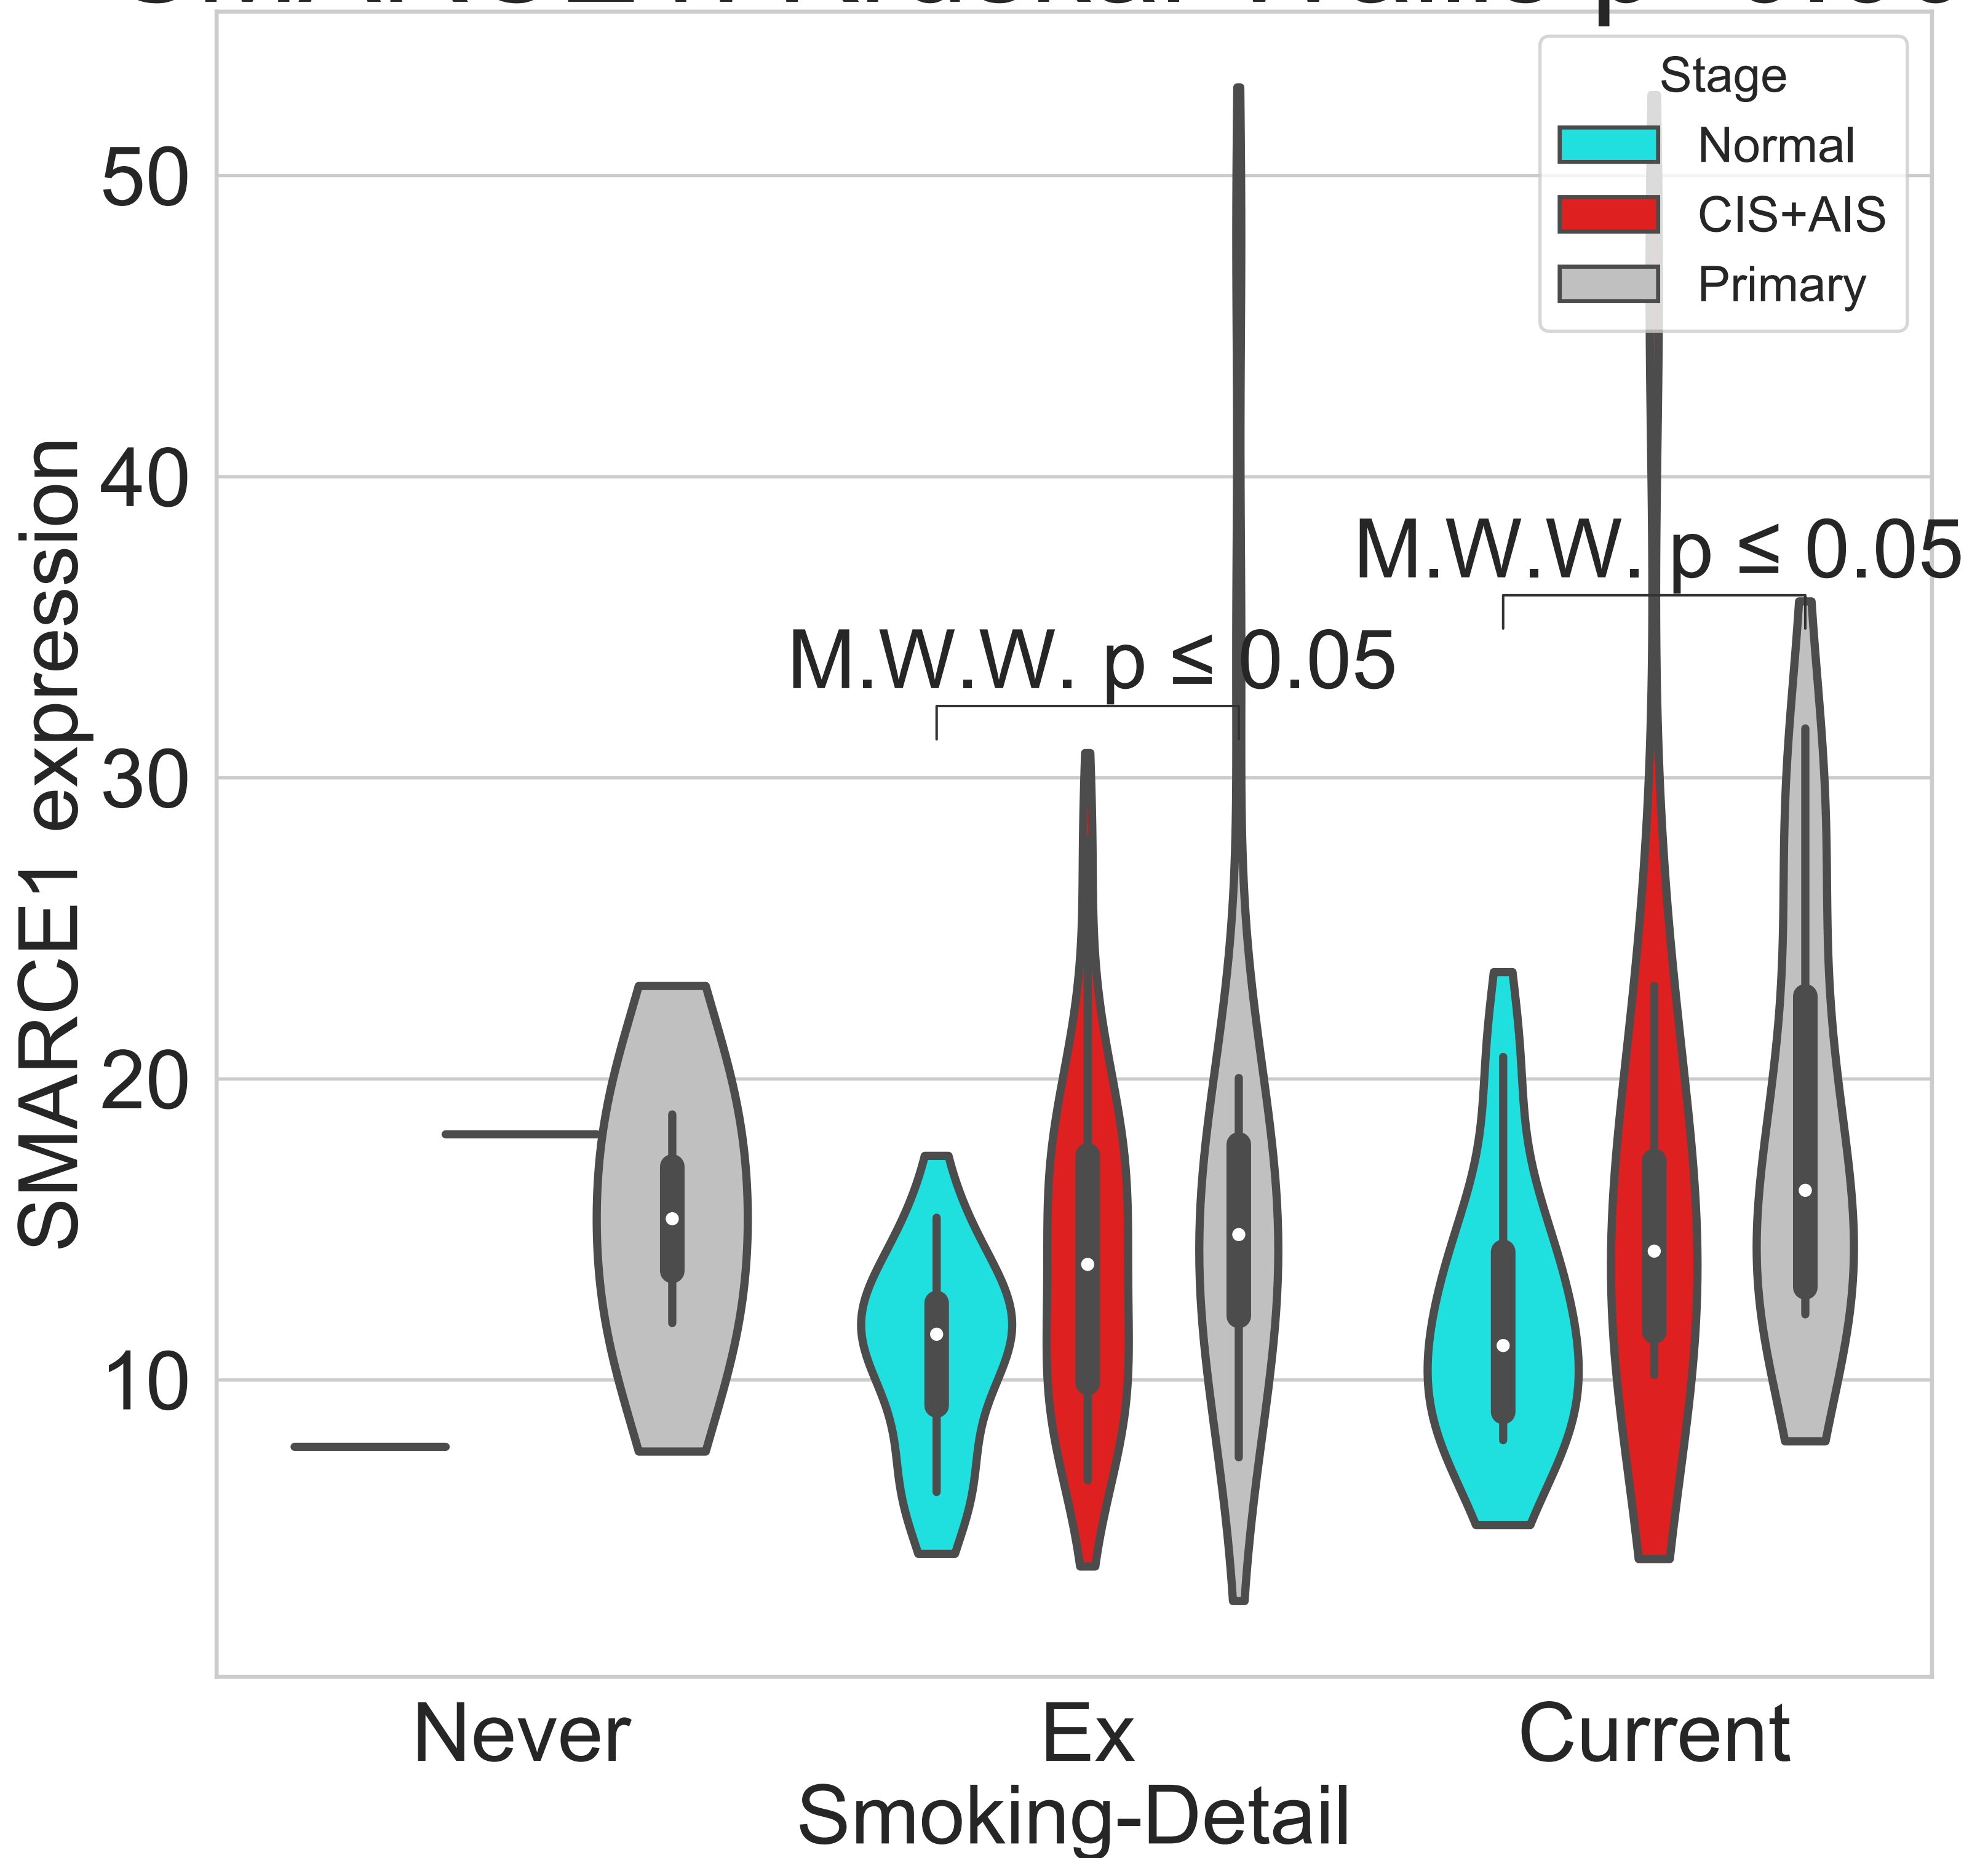 Stage
Normal
CIS+AIS
Primary
50
40
30
20
10
SMARCE1 expression
M.W.W. p ≤ 0.05
M.W.W. p ≤ 0.05
Never
Ex
Current
Smoking-Detail